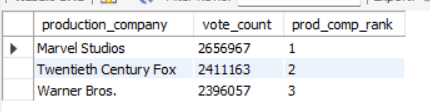 production_company vote_count prod_comp_rank
Marvel Studios 2656967 1
Twentieth Century Fox 2411163 2
Warner Bros. 2396057 3